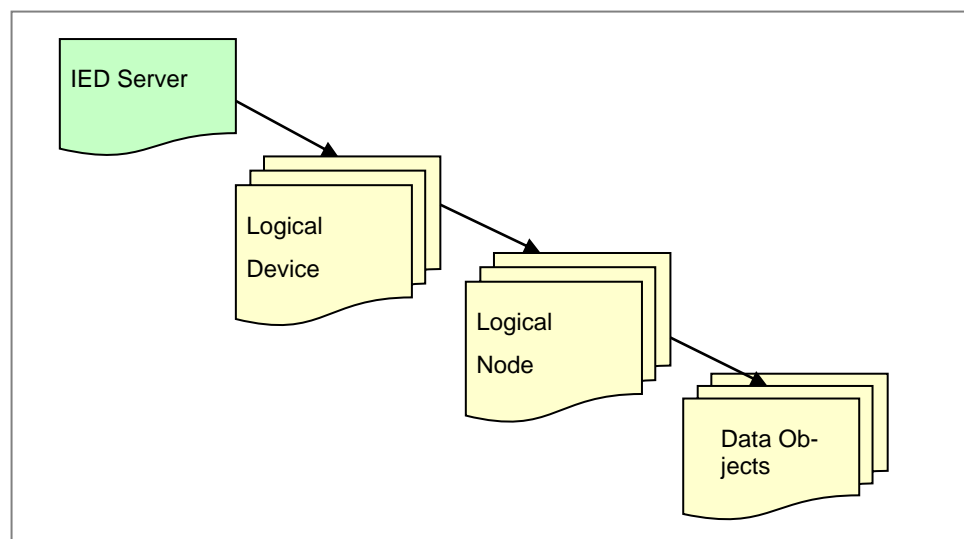 IED Server
Logical
Device
Logical
Node
Data Ob-
jects